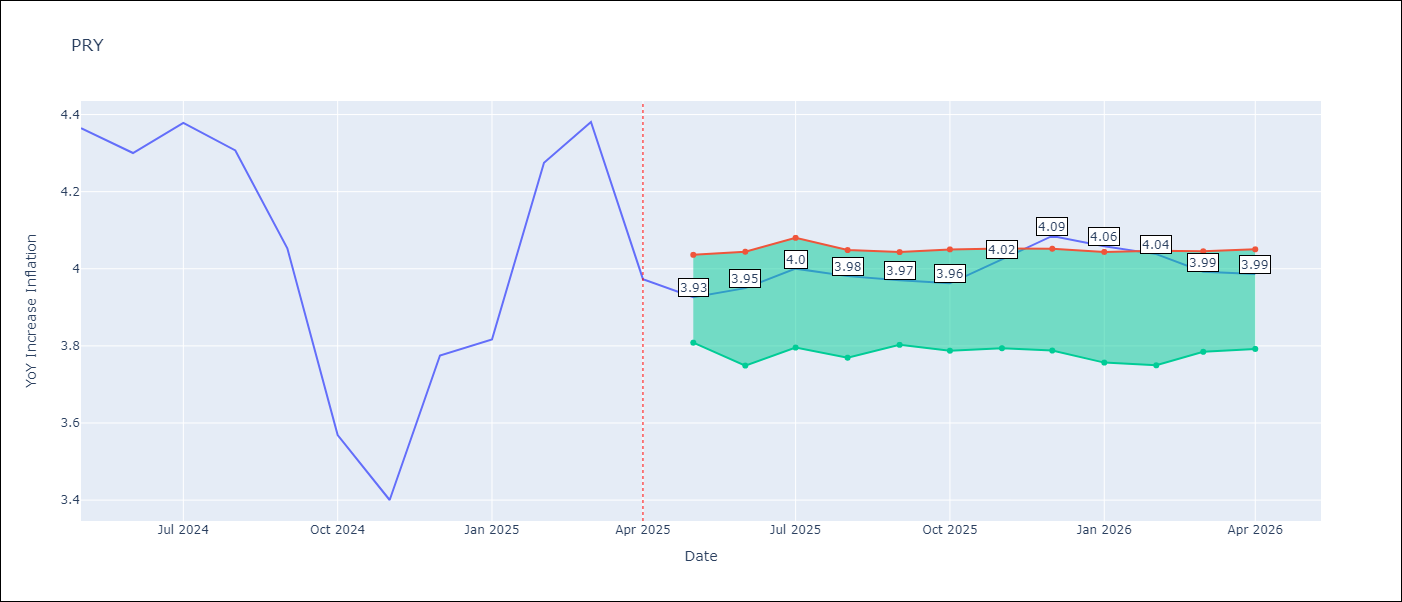 PRY
YoY Increase Inflation
4.4
4.2
4
3.8
3.6
3.4
3.93
3.95
4.0
3.98
3.97
3.96
4.02
4.09
4.06
4.04
3.99
3.99
Jul 2024
Oct 2024
Jan 2025
Apr 2025
Jul 2025
Oct 2025
Jan 2026
Apr 2026
Date